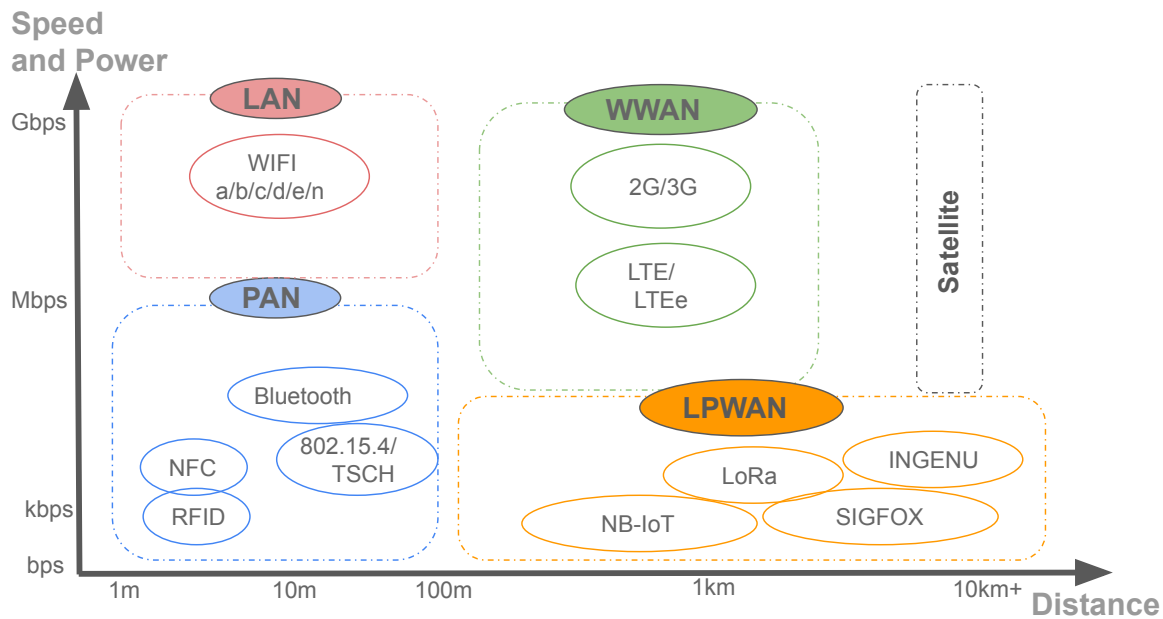 Speed
and Power
Gbps
Mbps
kbps
bps
LAN
WIFI
a/b/c/d/e/n
PAN
Bluetooth
802.15.4/
TSCH
NFC
RFID
WWAN
2G/3G
LTE/
LTEe
Satellite
LPWAN
LoRa
INGENU
NB-IoT
SIGFOX
1m
10m
100m
1km
10km+
Distance